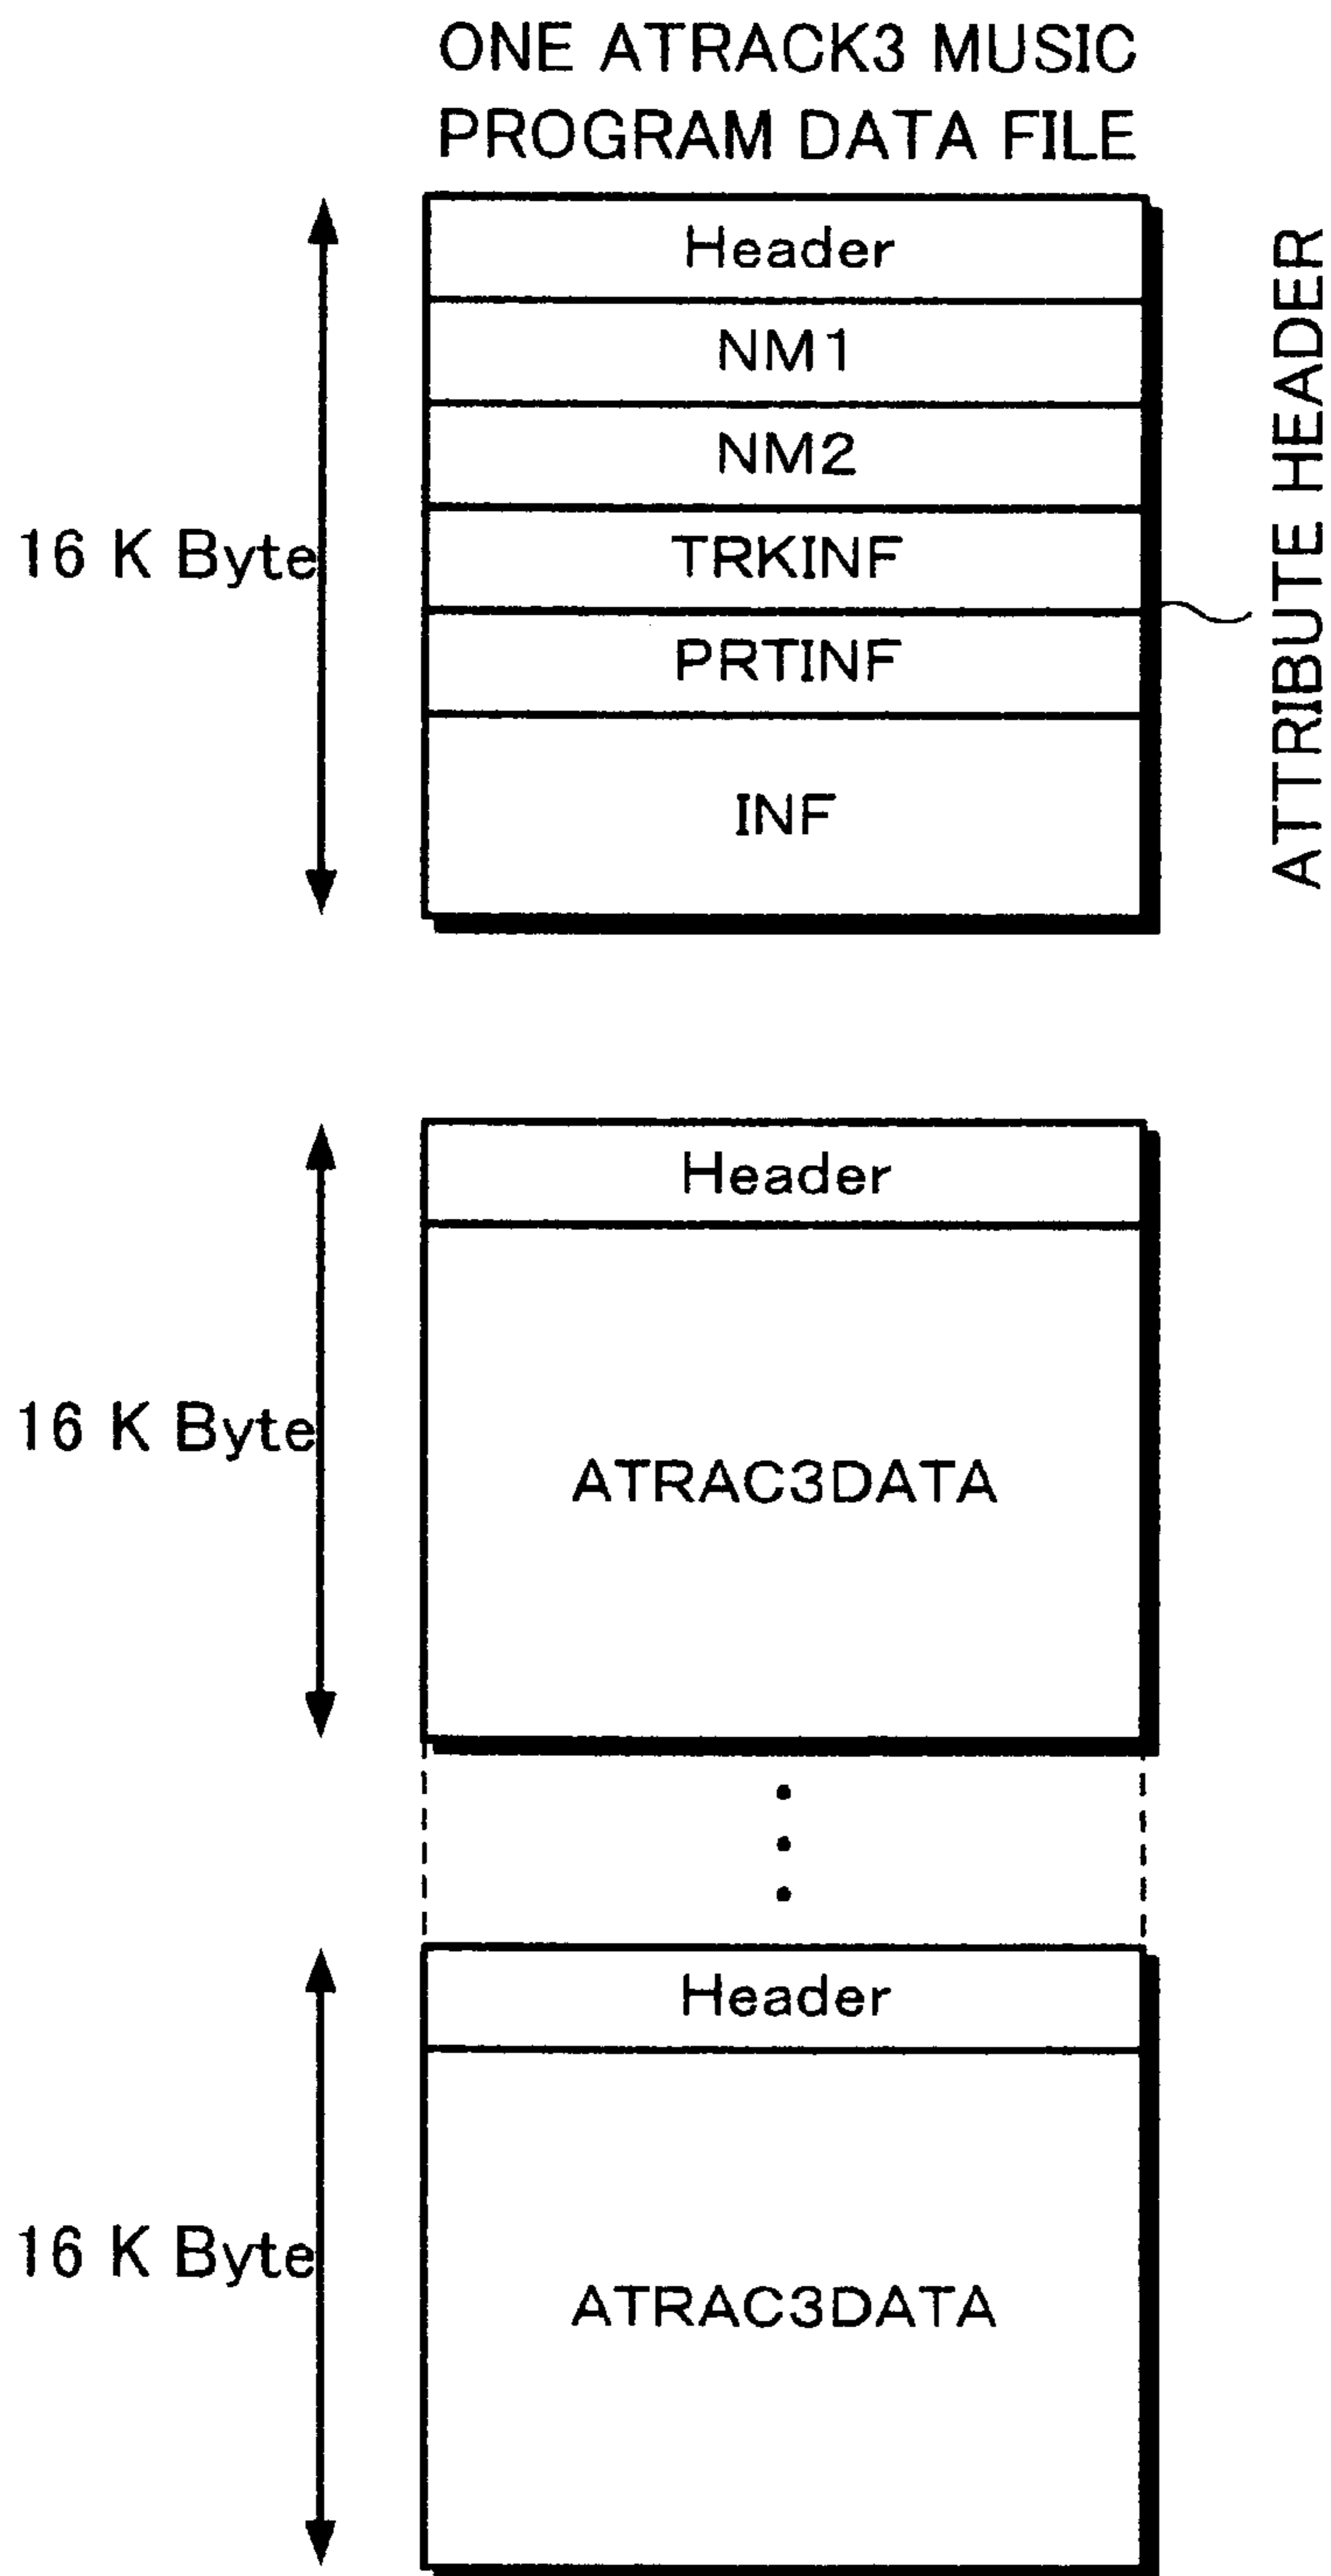 ONE ATRACK3 MUSIC
PROGRAM DATA FILE
Header
NM1
NM2
16 K Byte
TRKINF
PRTINF
INF
ATTRIBUTE HEADER
Header
16 K Byte
ATRAC3DATA
Header
16 K Byte
ATRAC3DATA